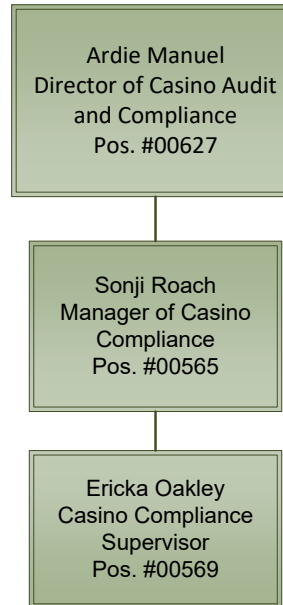 Ardie Manuel
Director of Casino Audit
and Compliance
Pos. #00627
Sonji Roach
Manager of Casino
Compliance
Pos. #00565
Ericka Oakley
Casino Compliance
Supervisor
Pos. #00569